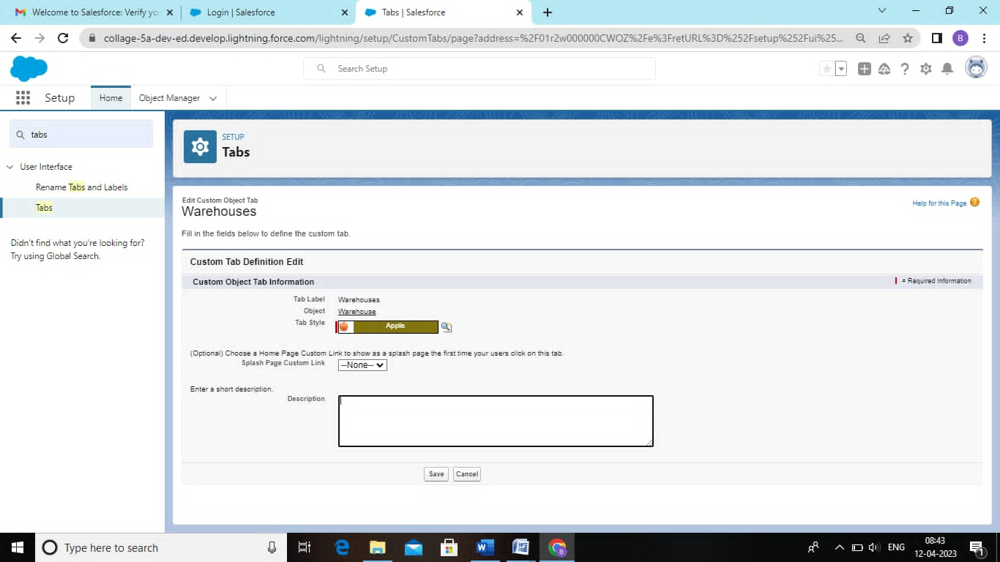 Welcome to Salesforce: Verify yo
Login | Salesforce
Tabs | Salesforce
collage-5a-dev-ed.develop.lightning.force.com/lightning/setup/CustomTabs/page?address=%2F01r2w000000CWOZ%2Fe%3FretURL%3D%252Fsetup%252Fui%25...
B
Search Setup
Setup
Home
Object Manager
tabs
User Interface
Rename Tabs and Labels
Tabs
Didn't find what you're looking for?
Try using Global Search.
SETUP
Tabs
Edit Custom Object Tab
Warehouses
Help for this Page ?
Fill in the fields below to define the custom tab.
Custom Tab Definition Edit
Custom Object Tab Information
= Required Information
Tab Label Warehouses
Object Warehouse
Tab Style Apple
(Optional) Choose a Home Page Custom Link to show as a splash page the first time your users click on this tab.
Splash Page Custom Link --None--
Enter a short description.
Description
Save Cancel
Type here to search
ENG
08:43
12-04-2023
1